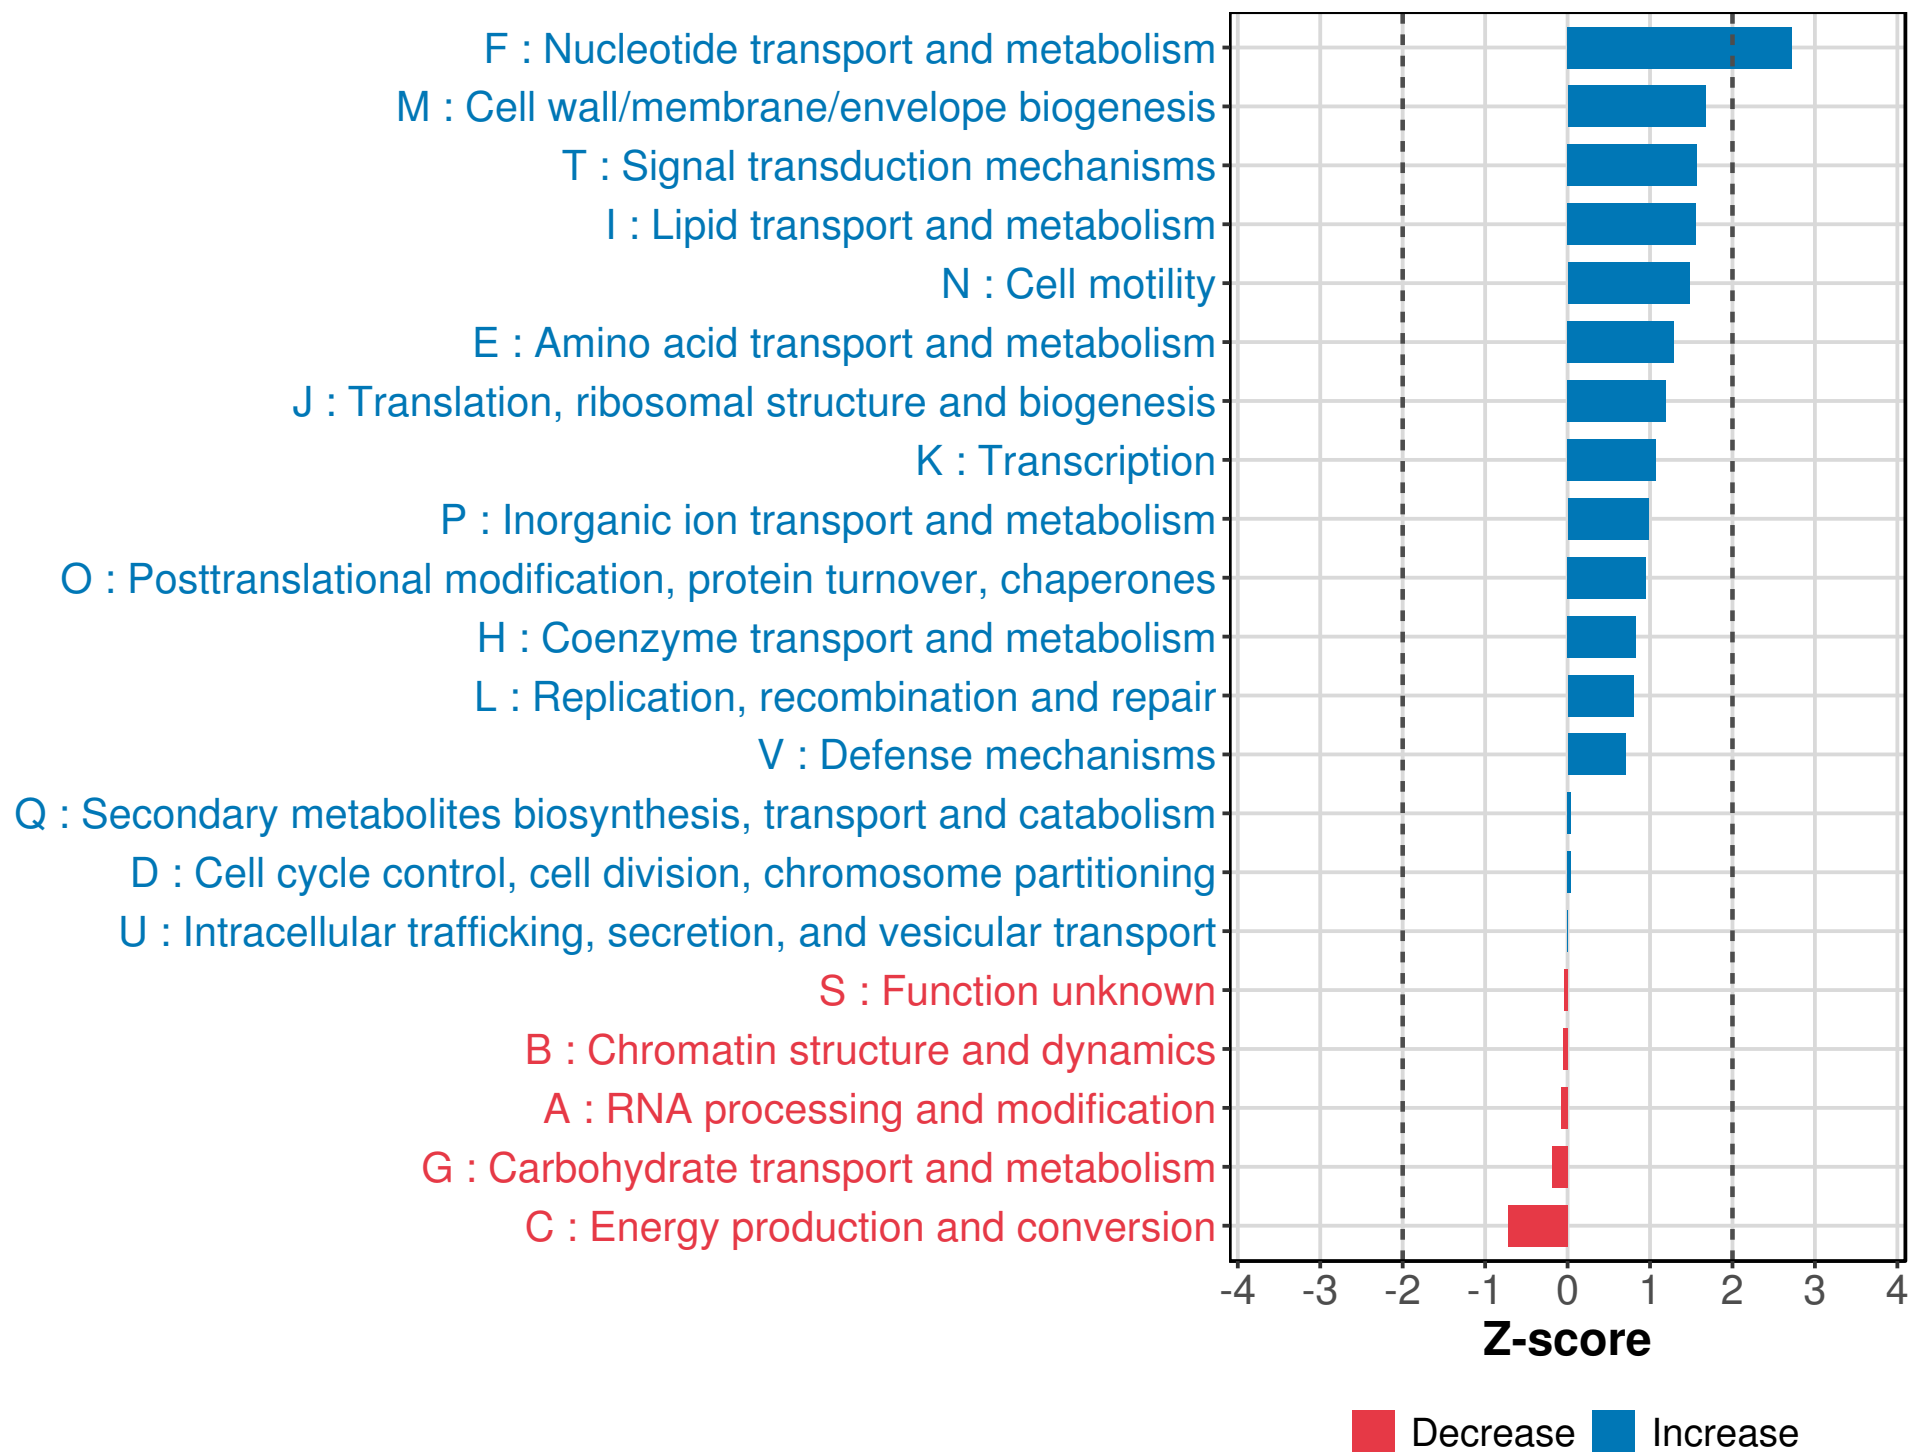 F : Nucleotide transport and metabolism
M : Cell wall/membrane/envelope biogenesis
T : Signal transduction mechanisms
I : Lipid transport and metabolism
N : Cell motility
E : Amino acid transport and metabolism
J : Translation, ribosomal structure and biogenesis
K : Transcription
P : Inorganic ion transport and metabolism
O : Posttranslational modification, protein turnover, chaperones
H : Coenzyme transport and metabolism
L : Replication, recombination and repair
V : Defense mechanisms
Q : Secondary metabolites biosynthesis, transport and catabolism
D : Cell cycle control, cell division, chromosome partitioning
U : Intracellular trafficking, secretion, and vesicular transport
S : Function unknown
B : Chromatin structure and dynamics
A : RNA processing and modification
G : Carbohydrate transport and metabolism
C : Energy production and conversion
-4 -3 -2 -1 0 1 2 3 4
Z-score
Decrease Increase